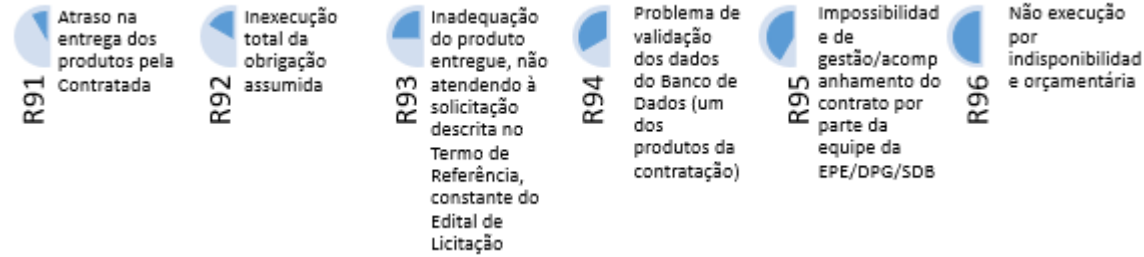 R91
Atraso na
entrega dos
produtos pela
Contratada
R92
Inexecução
total da
obrigação
assumida
R93
Inadequação
do produto
entregue, não
atendendo à
solicitação
descrita no
Termo de
Referência,
constante do
Edital de
Licitação
R94
Problema de
validação
dos dados
do Banco de
Dados (um
dos
produtos da
contratação)
R95
Impossibilidad
e de
gestão/acomp
anhamento do
contrato por
parte da
equipe da
EPE/DPG/SDB
R96
Não execução
por
indisponibilidad
e orçamentária